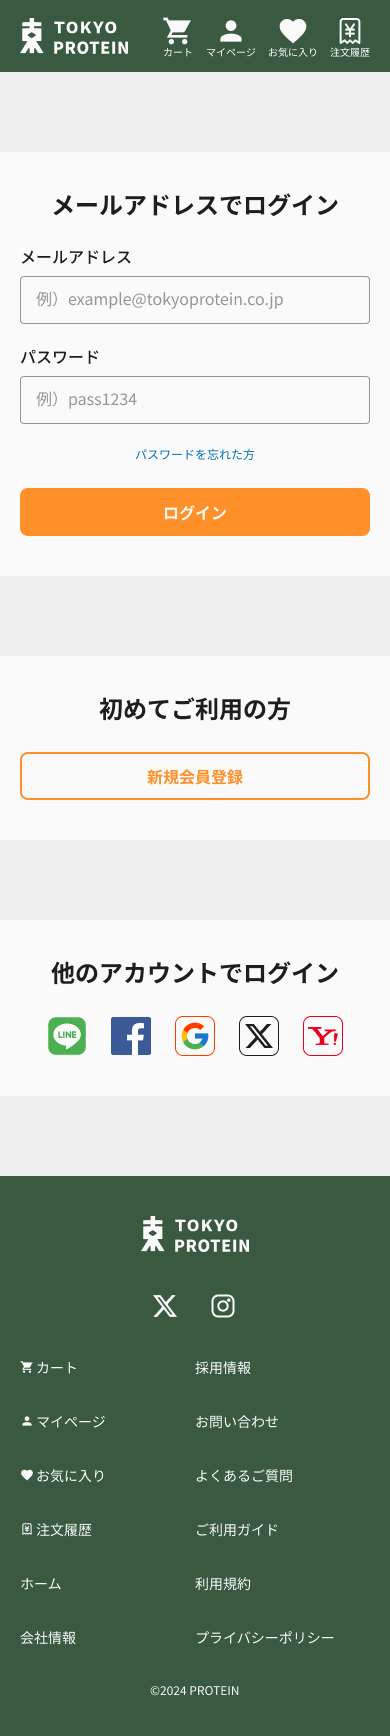 TOKYO
PROTEIN
カート
マイページ
お気に入り
注文履歴
メールアドレスでログイン
メールアドレス
例）example@tokyoprotein.co.jp
パスワード
例）pass1234
パスワードを忘れた方
ログイン
初めてご利用の方
新規会員登録
他のアカウントでログイン
LINE
f
G
X
Y!
TOKYO
PROTEIN
X
カート
採用情報
マイページ
お問い合わせ
お気に入り
よくあるご質問
注文履歴
ご利用ガイド
ホーム
利用規約
会社情報
プライバシーポリシー
©2024 PROTEIN